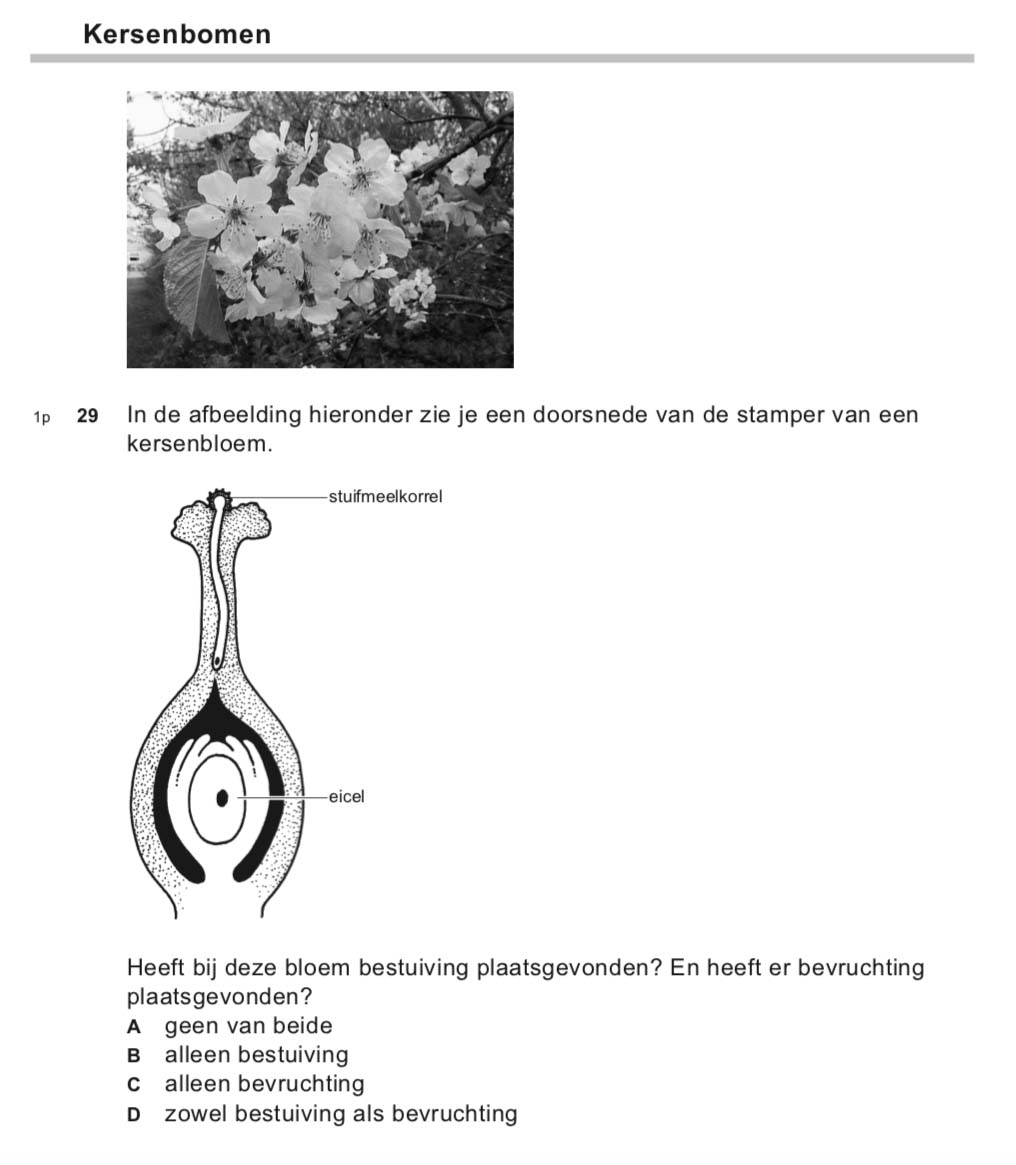 Kersenbomen
1p 29 In de afbeelding hieronder zie je een doorsnede van de stamper van een
kersenbloem.
stuifmeelkorrel
eicel
Heeft bij deze bloem bestuiving plaatsgevonden? En heeft er bevruchting
plaatsgevonden?
A geen van beide
B alleen bestuiving
C alleen bevruchting
D zowel bestuiving als bevruchting